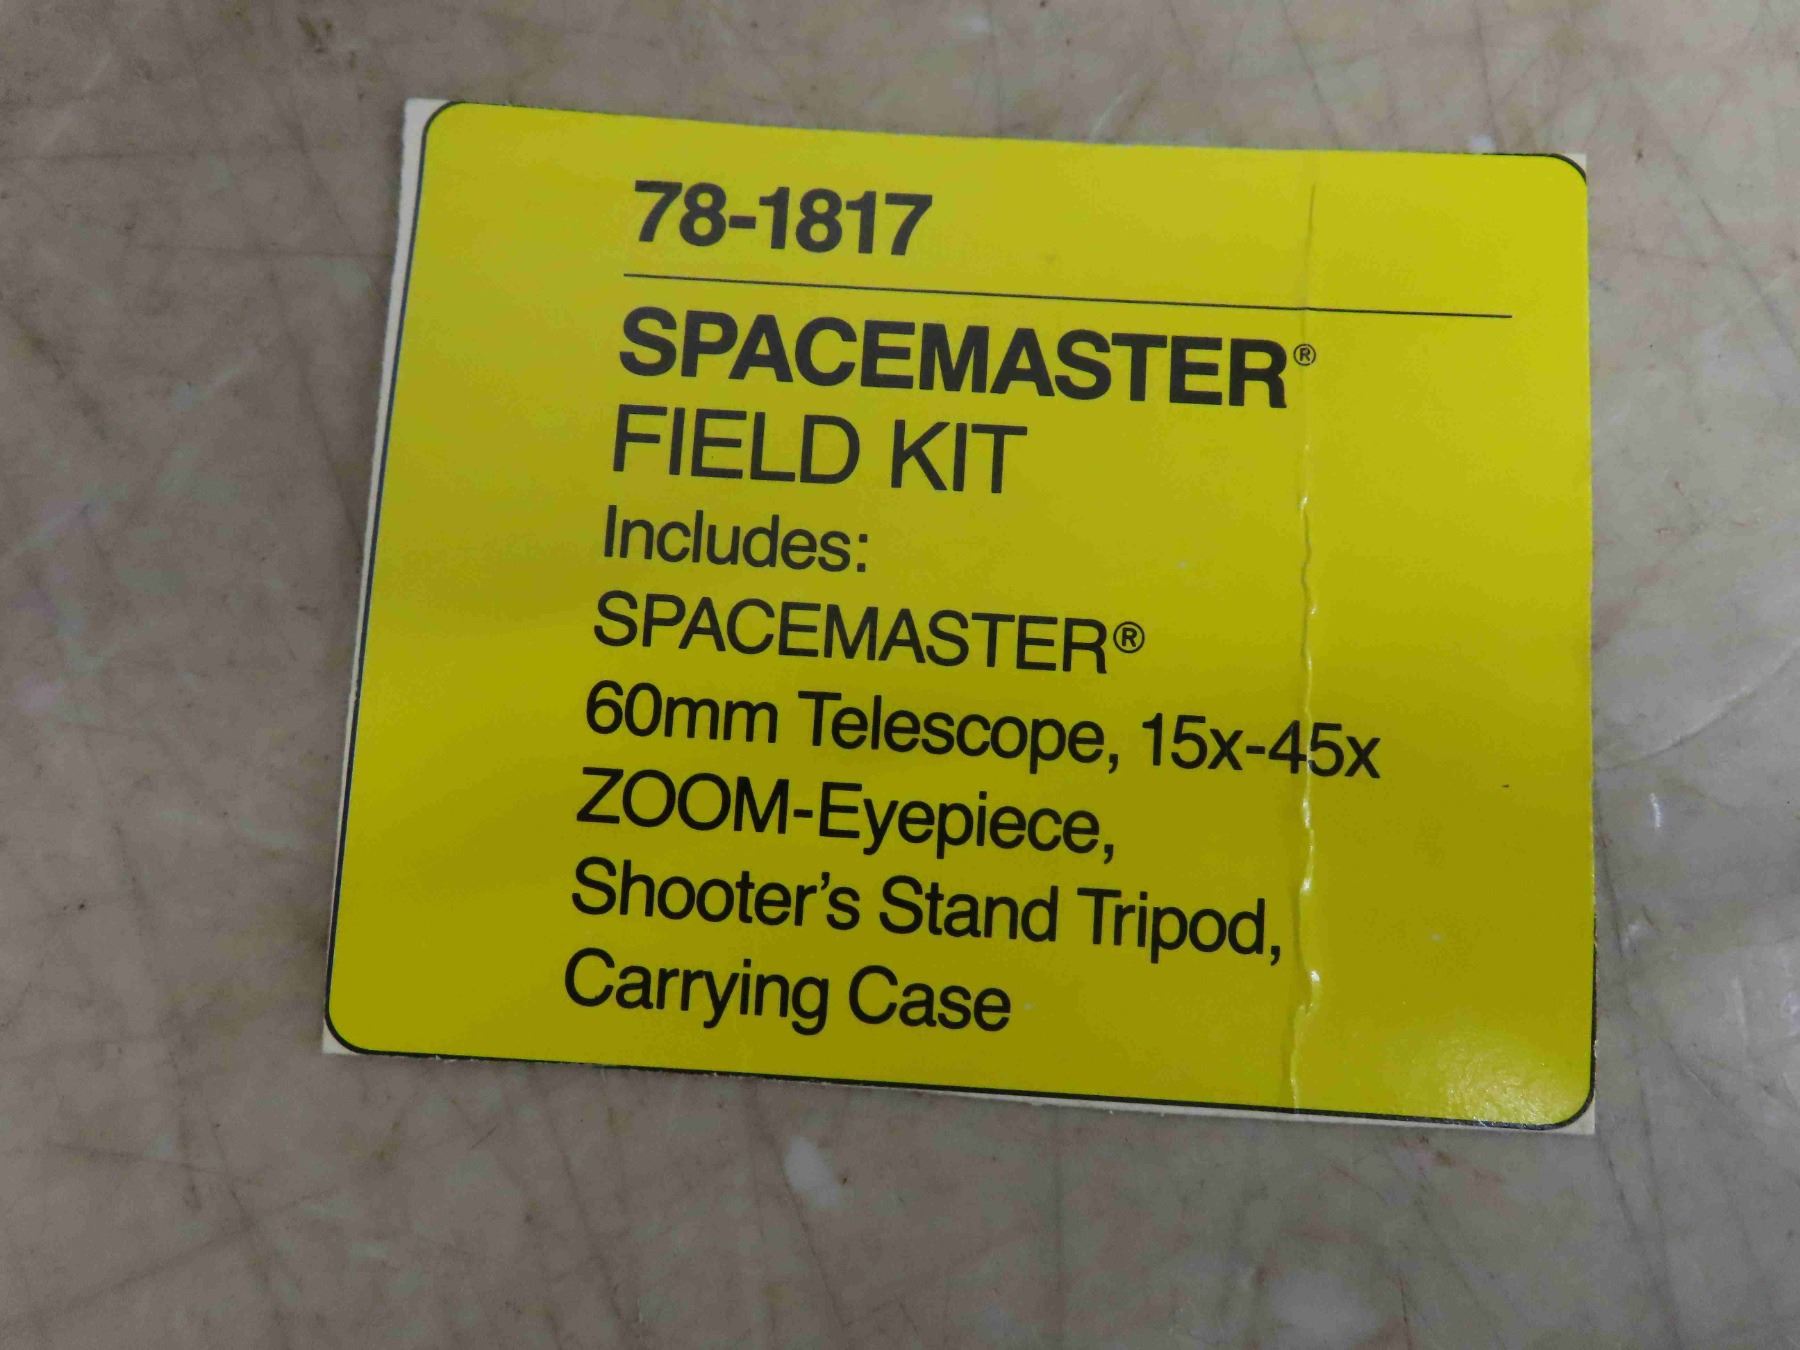 78-1817
SPACEMASTER®
FIELD KIT
Includes:
SPACEMASTER®
60mm Telescope, 15x-45x
ZOOM-Eyepiece,
Shooter's Stand Tripod,
Carrying Case